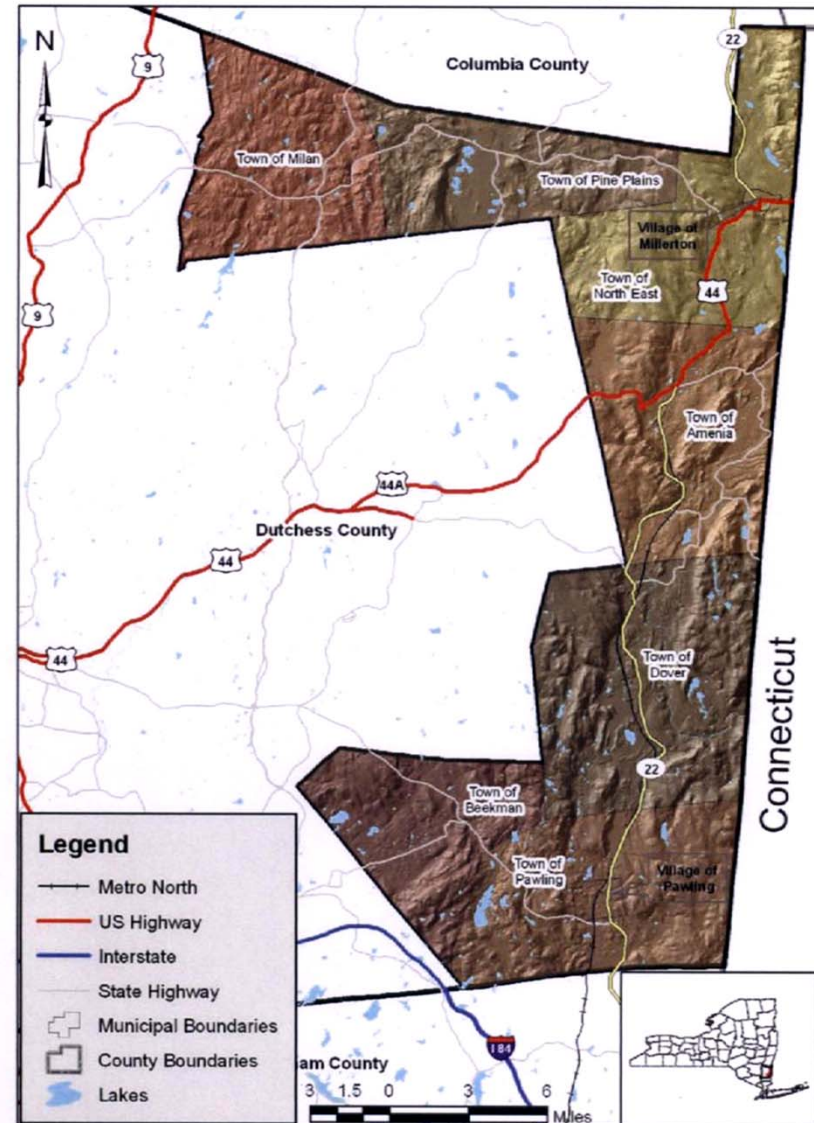 22
N
9
Columbia County
Town of Milan
Town of Pine Plains
Village of
Millerton
Town of
North East
44
9
Town of
Amenia
44A
Dutchess County
44
44
Town of
Dover
Connecticut
22
Town of
Beekman
Town of
Pawling
Village of
Pawling
Legend
Metro North
US Highway
Interstate
State Highway
Municipal Boundaries
County Boundaries
Lakes
I 84
am County
3 1.5 0 3 6
Miles